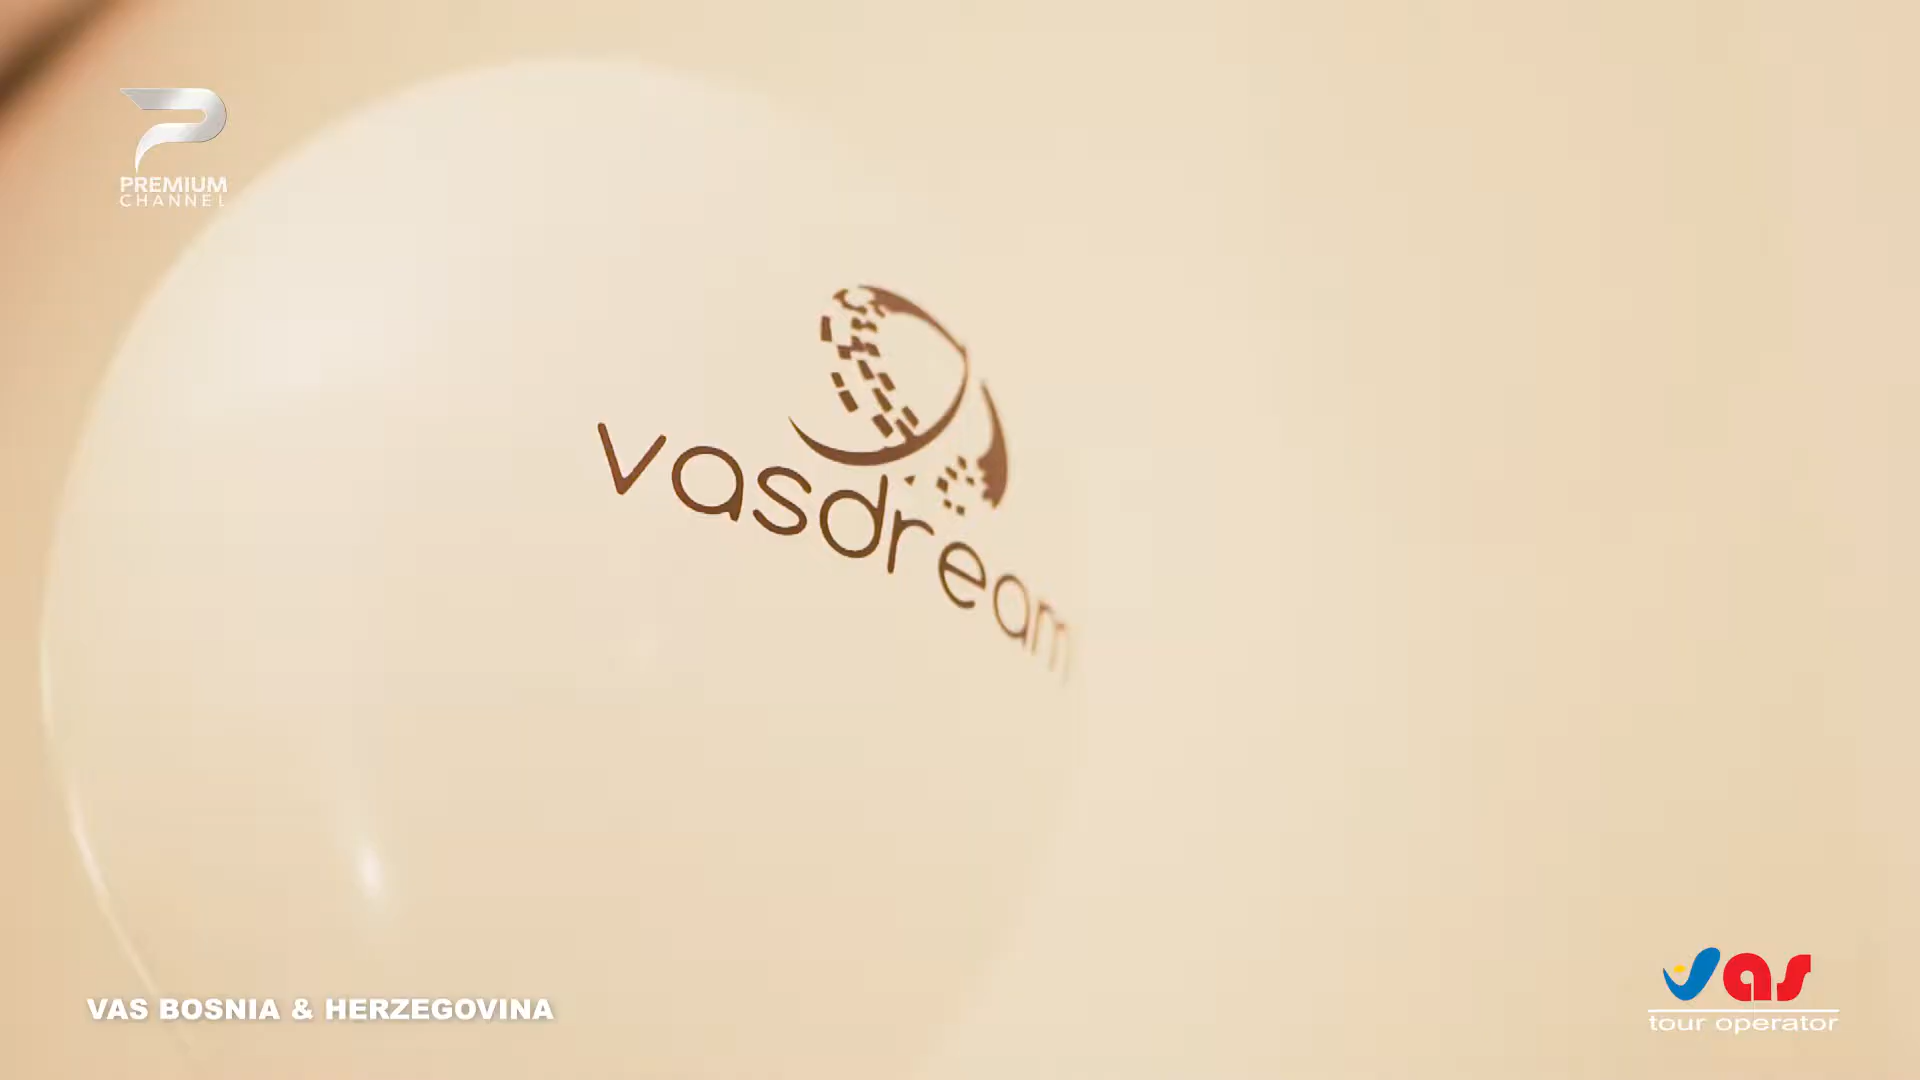 PREMIUM
CHANNEL
vasdream
VAS BOSNIA & HERZEGOVINA
vas
tour operator